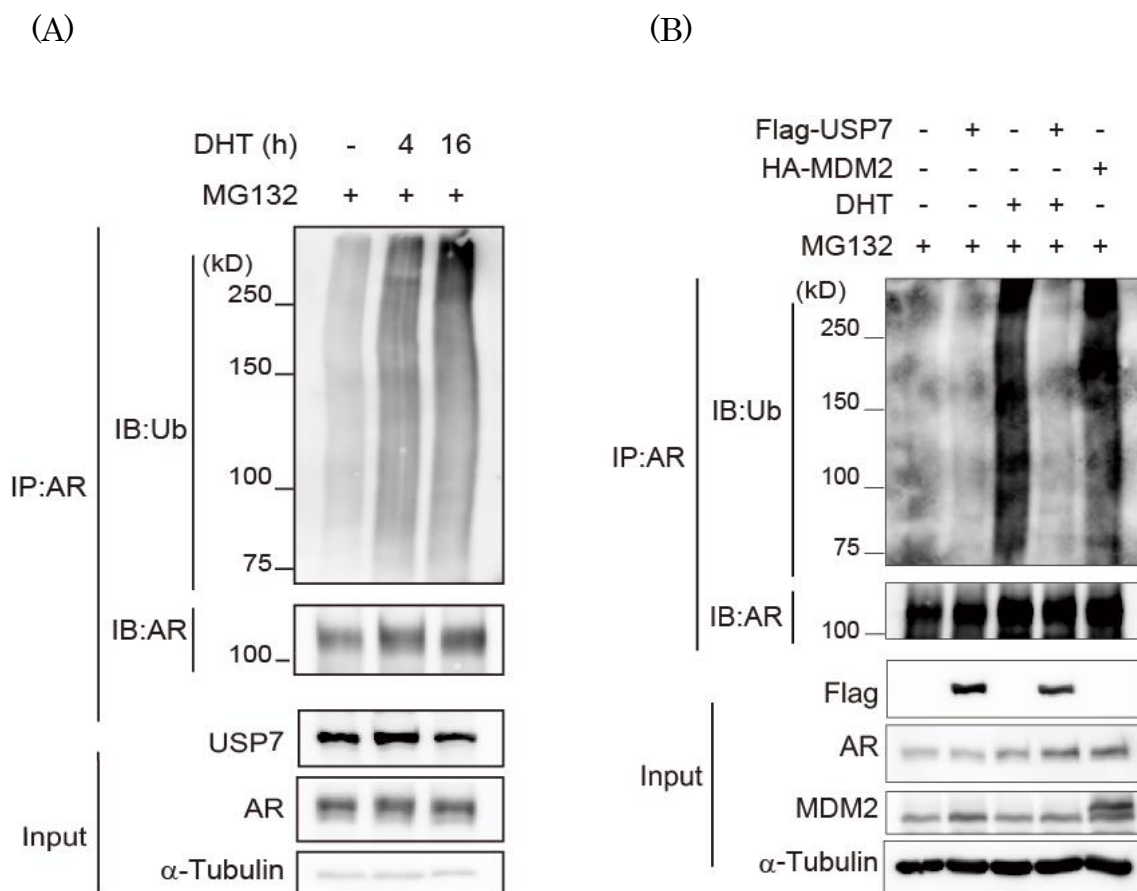 (A)
DHT (h) - 4 16
MG132 + + +
(kD)
250
150
IB:Ub
100
IP:AR
75
IB:AR
100
USP7
AR
Input
α-Tubulin
(B)
Flag-USP7 - + - + -
HA-MDM2 - - - - +
DHT - - + + -
MG132 + + + + +
(kD)
250
150
IB:Ub
IP:AR
100
75
IB:AR
100
Flag
AR
Input
MDM2
α-Tubulin